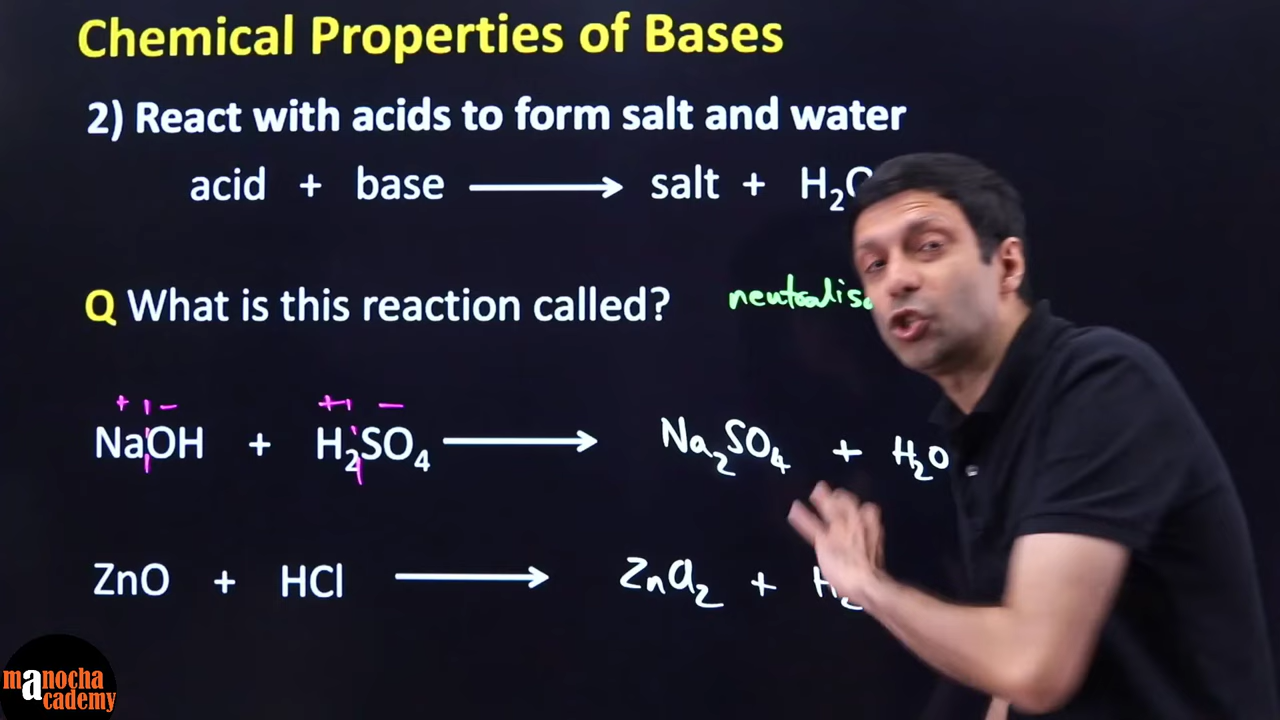 Chemical Properties of Bases
2) React with acids to form salt and water
acid + base ⟶ salt + H₂O
Q What is this reaction called?
+ | − +| −
NaOH + H₂SO₄ ⟶ Na₂SO₄ + H₂O
ZnO + HCl ⟶ ZnCl₂ +
manocha
academy